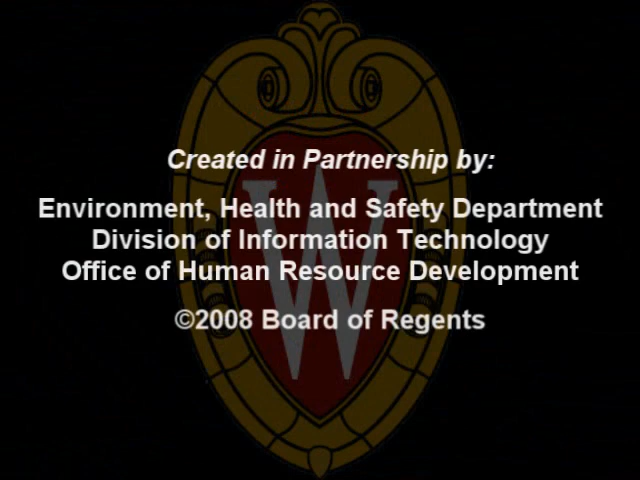 Created in Partnership by:
Environment, Health and Safety Department
Division of Information Technology
Office of Human Resource Development
©2008 Board of Regents
W